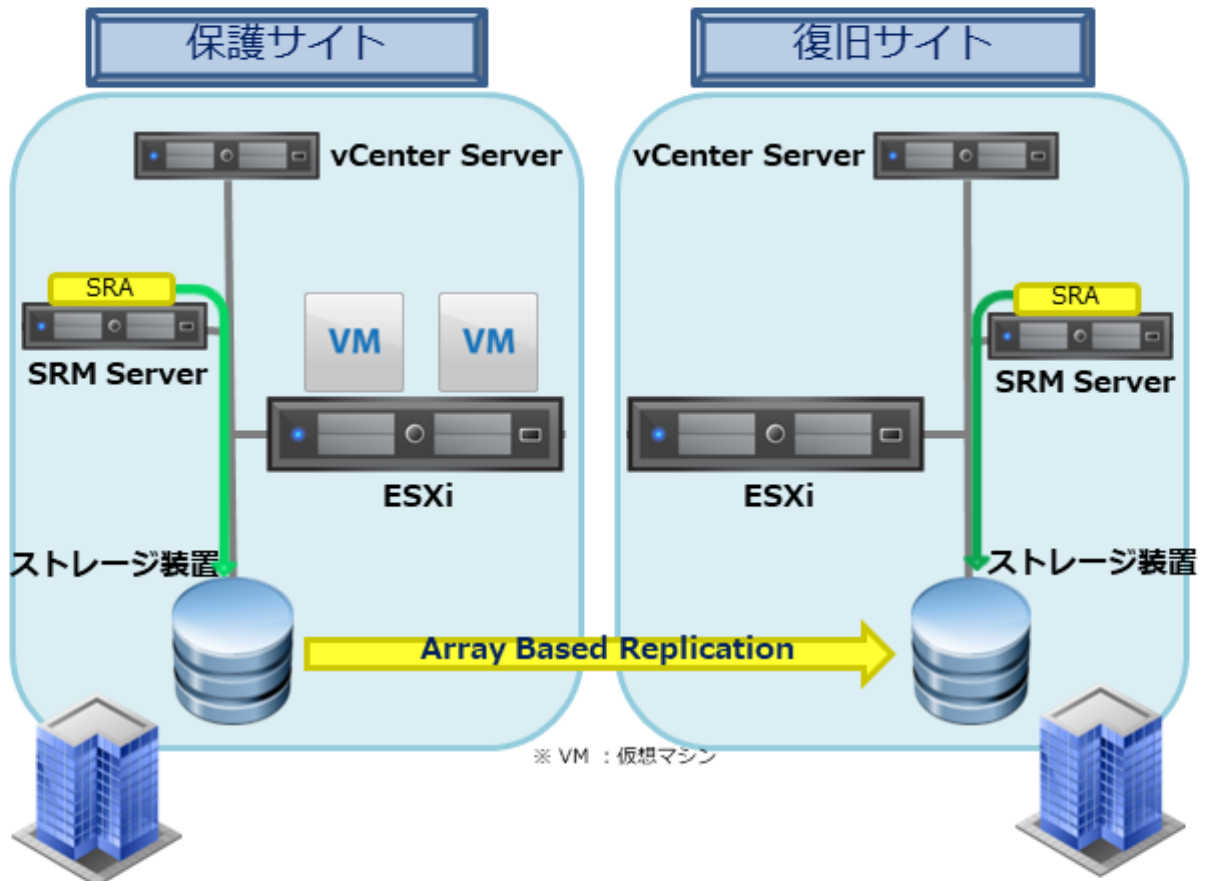 保護サイト
復旧サイト
vCenter Server
vCenter Server
SRA
SRA
SRM Server
SRM Server
VM
VM
ESXi
ESXi
ストレージ装置
ストレージ装置
Array Based Replication
※ VM ：仮想マシン